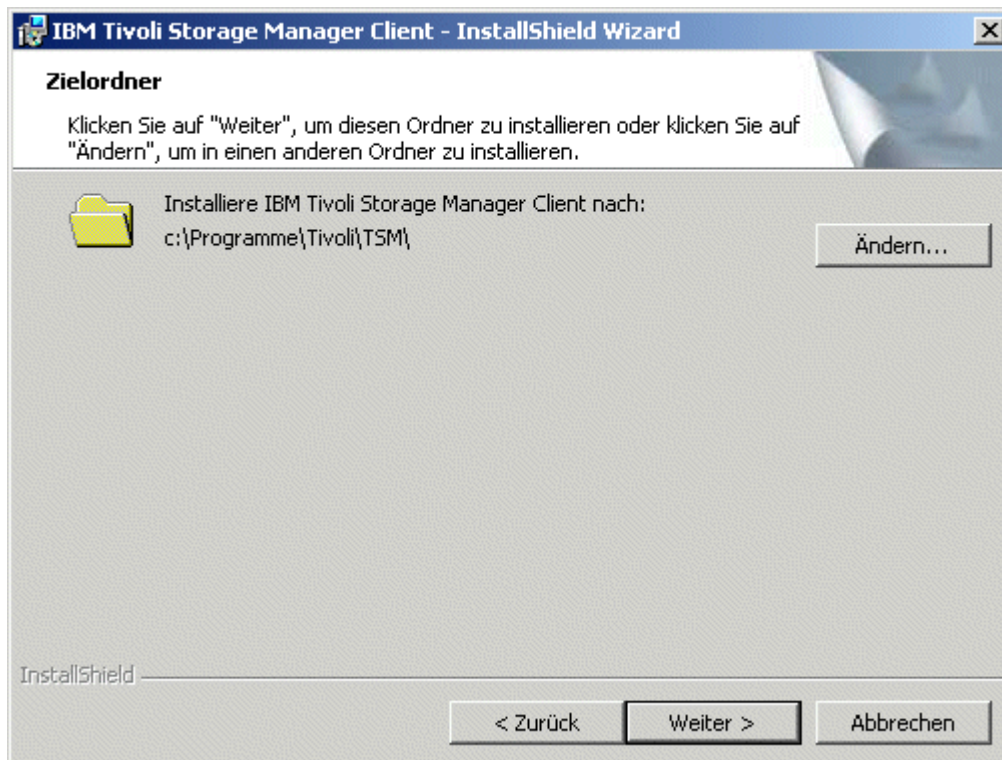 IBM Tivoli Storage Manager Client - InstallShield Wizard
Zielordner
Klicken Sie auf "Weiter", um diesen Ordner zu installieren oder klicken Sie auf
"Ändern", um in einen anderen Ordner zu installieren.
Installiere IBM Tivoli Storage Manager Client nach:
c:\Programme\Tivoli\TSM\
Ändern...
InstallShield
< Zurück
Weiter >
Abbrechen